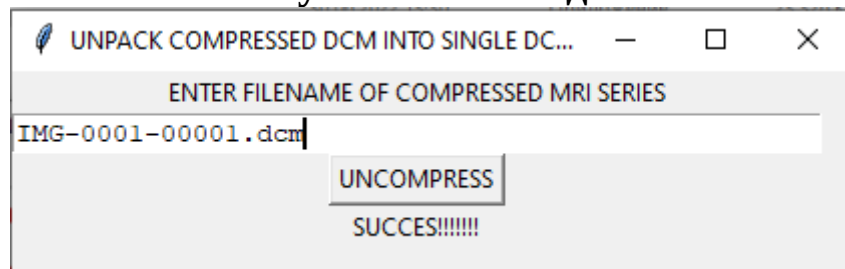 UNPACK COMPRESSED DCM INTO SINGLE DC...
ENTER FILENAME OF COMPRESSED MRI SERIES
IMG-0001-00001.dcm
UNCOMPRESS
SUCCES!!!!!!!